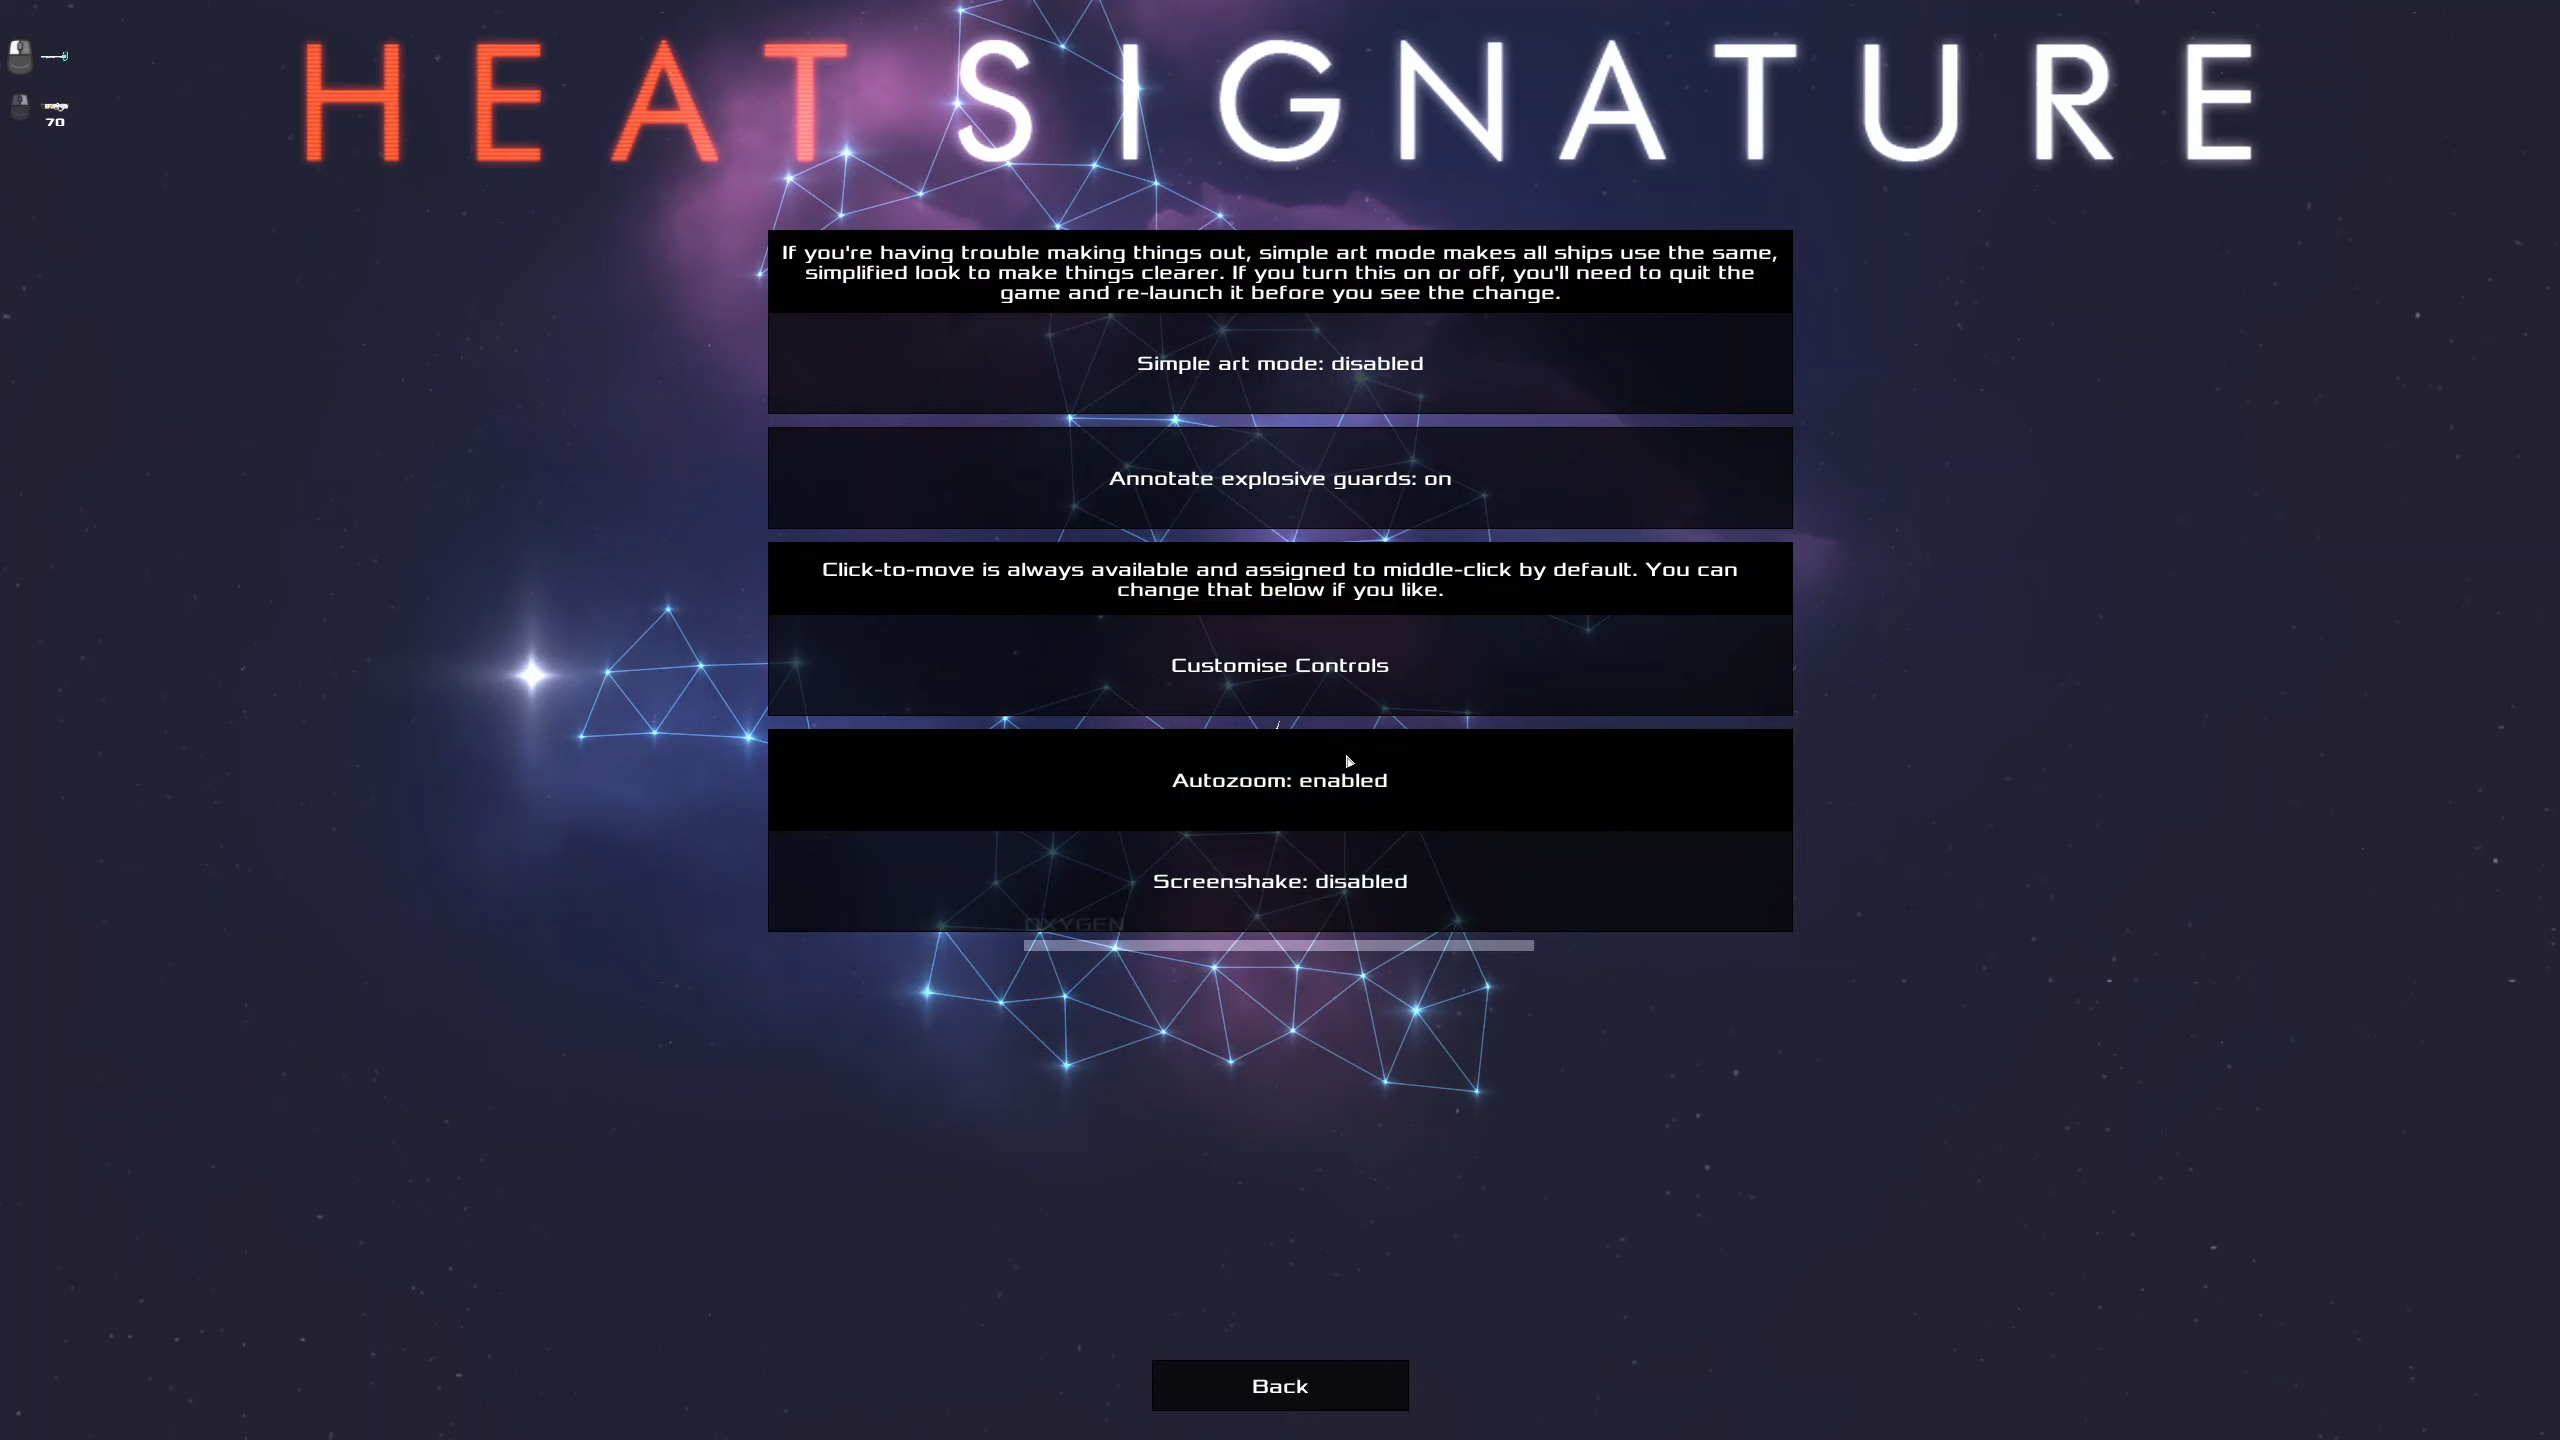 HEAT SIGNATURE
70
If you're having trouble making things out, simple art mode makes all ships use the same,
simplified look to make things clearer. If you turn this on or off, you'll need to quit the
game and re-launch it before you see the change.
Simple art mode: disabled
Annotate explosive guards: on
Click-to-move is always available and assigned to middle-click by default. You can
change that below if you like.
Customise Controls
Autozoom: enabled
Screenshake: disabled
OXYGEN
Back